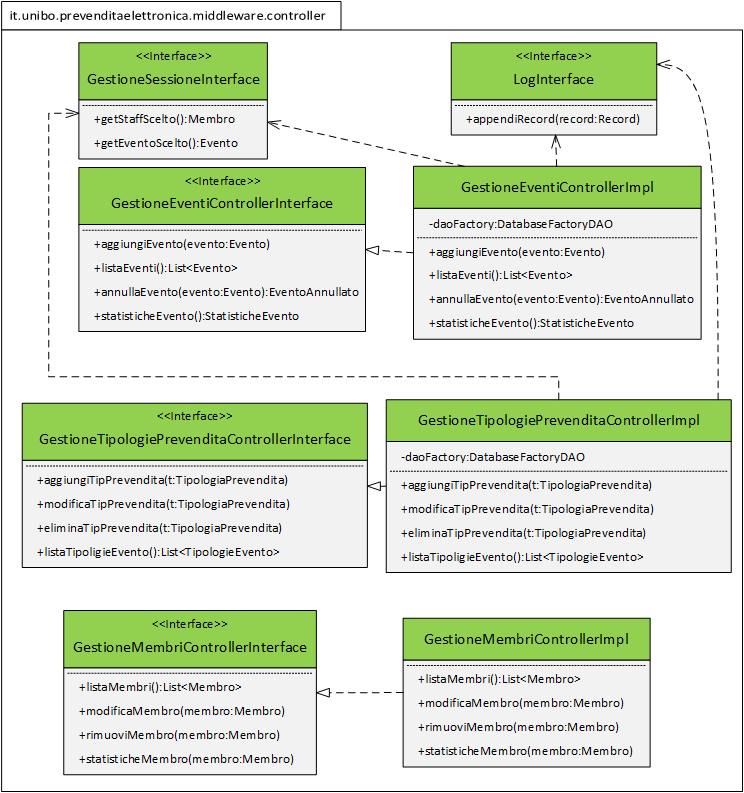 it.unibo.prevenditaelettronica.middleware.controller
<<Interface>>
GestioneSessioneInterface
+getStaffScelto():Membro
+getEventoScelto():Evento
<<Interface>>
LogInterface
+appendiRecord(record:Record)
<<Interface>>
GestioneEventiControllerInterface
+aggiungiEvento(evento:Evento)
+listaEventi():List<Evento>
+annullaEvento(evento:Evento):EventoAnnullato
+statisticheEvento():StatisticheEvento
GestioneEventiControllerImpl
-daoFactory:DatabaseFactoryDAO
+aggiungiEvento(evento:Evento)
+listaEventi():List<Evento>
+annullaEvento(evento:Evento):EventoAnnullato
+statisticheEvento():StatisticheEvento
<<Interface>>
GestioneTipologiePrevenditaControllerInterface
+aggiungiTipPrevendita(t:TipologiaPrevendita)
+modificaTipPrevendita(t:TipologiaPrevendita)
+eliminaTipPrevendita(t:TipologiaPrevendita)
+listaTipoligieEvento():List<TipologieEvento>
GestioneTipologiePrevenditaControllerImpl
-daoFactory:DatabaseFactoryDAO
+aggiungiTipPrevendita(t:TipologiaPrevendita)
+modificaTipPrevendita(t:TipologiaPrevendita)
+eliminaTipPrevendita(t:TipologiaPrevendita)
+listaTipoligieEvento():List<TipologieEvento>
<<Interface>>
GestioneMembriControllerInterface
+listaMembri():List<Membro>
+modificaMembro(membro:Membro)
+rimuoviMembro(membro:Membro)
+statisticheMembro(membro:Membro)
GestioneMembriControllerImpl
+listaMembri():List<Membro>
+modificaMembro(membro:Membro)
+rimuoviMembro(membro:Membro)
+statisticheMembro(membro:Membro)